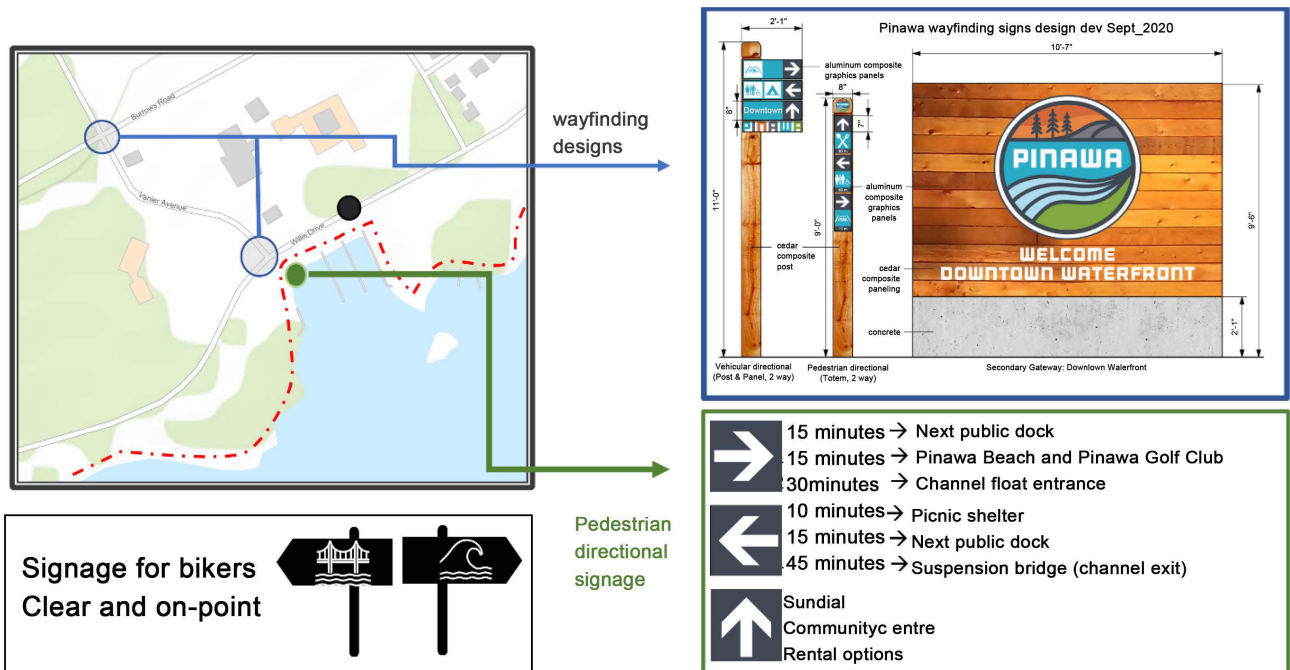 Burrows Road
Vanier Avenue
Willis Drive
wayfinding
designs
Pinawa wayfinding signs design dev Sept_2020
2'-1"
10'-7"
aluminum composite
graphics panels
8"
Downtown
PINAWA
8"
7"
11'-0"
9'-0"
aluminum
composite
graphics
panels
cedar
composite
post
cedar
composite
paneling
concrete
PINAWA
WELCOME
DOWNTOWN WATERFRONT
9'-6"
2'-1"
Vehicular directional
(Post & Panel, 2 way)
Pedestrian directional
(Totem, 2 way)
Secondary Gateway: Downlown Walerfront
Signage for bikers
Clear and on-point
Pedestrian
directional
signage
15 minutes → Next public dock
15 minutes → Pinawa Beach and Pinawa Golf Club
30minutes → Channel float entrance
10 minutes → Picnic shelter
15 minutes → Next public dock
45 minutes → Suspension bridge (channel exit)
Sundial
Communityc entre
Rental options